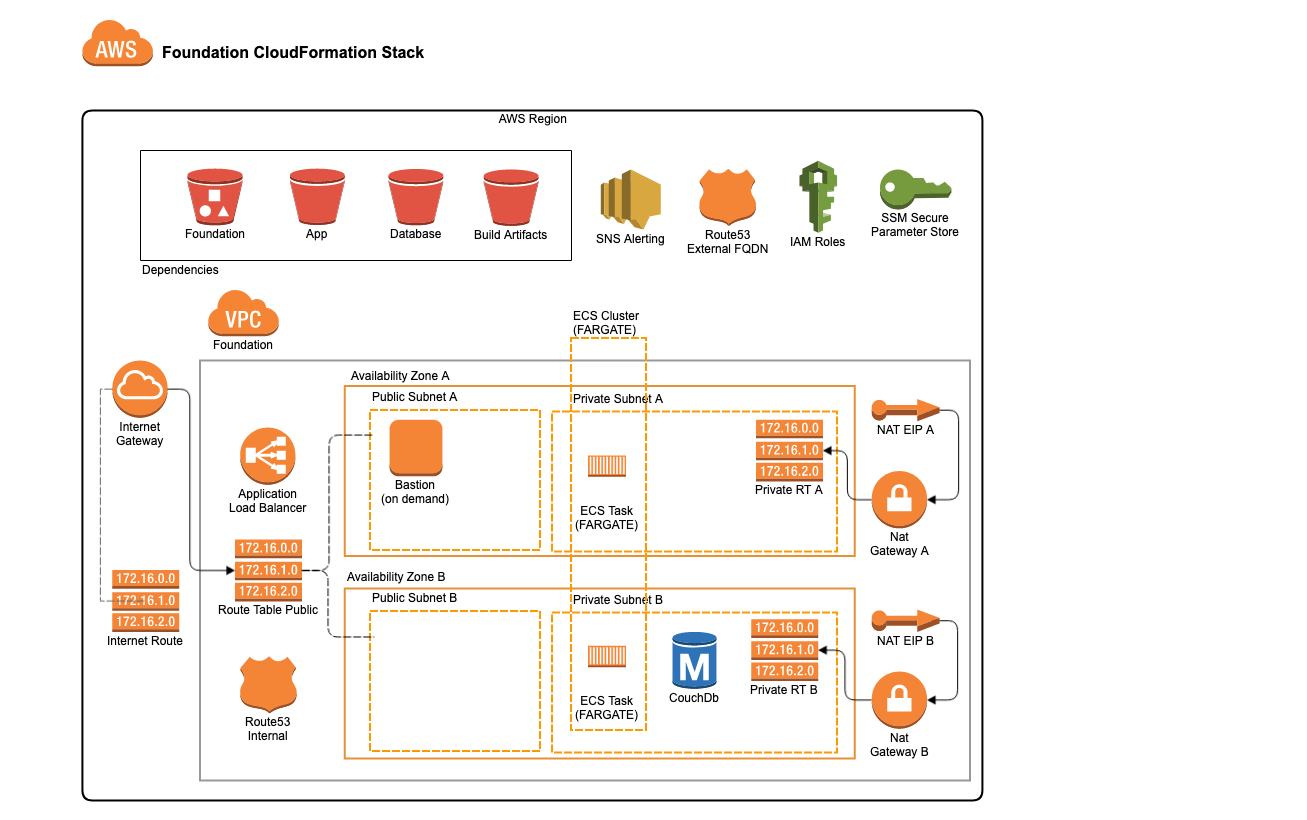 AWS
Foundation CloudFormation Stack
AWS Region
Foundation
App
Database
Build Artifacts
Dependencies
SNS Alerting
Route53
External FQDN
IAM Roles
SSM Secure
Parameter Store
VPC
Foundation
ECS Cluster
(FARGATE)
Internet
Gateway
Application
Load Balancer
172.16.0.0
172.16.1.0
172.16.2.0
Route Table Public
172.16.0.0
172.16.1.0
172.16.2.0
Internet Route
Route53
Internal
Availability Zone A
Public Subnet A
Bastion
(on demand)
Private Subnet A
ECS Task
(FARGATE)
172.16.0.0
172.16.1.0
172.16.2.0
Private RT A
NAT EIP A
Nat
Gateway A
Availability Zone B
Public Subnet B
Private Subnet B
ECS Task
(FARGATE)
M
CouchDb
172.16.0.0
172.16.1.0
172.16.2.0
Private RT B
NAT EIP B
Nat
Gateway B